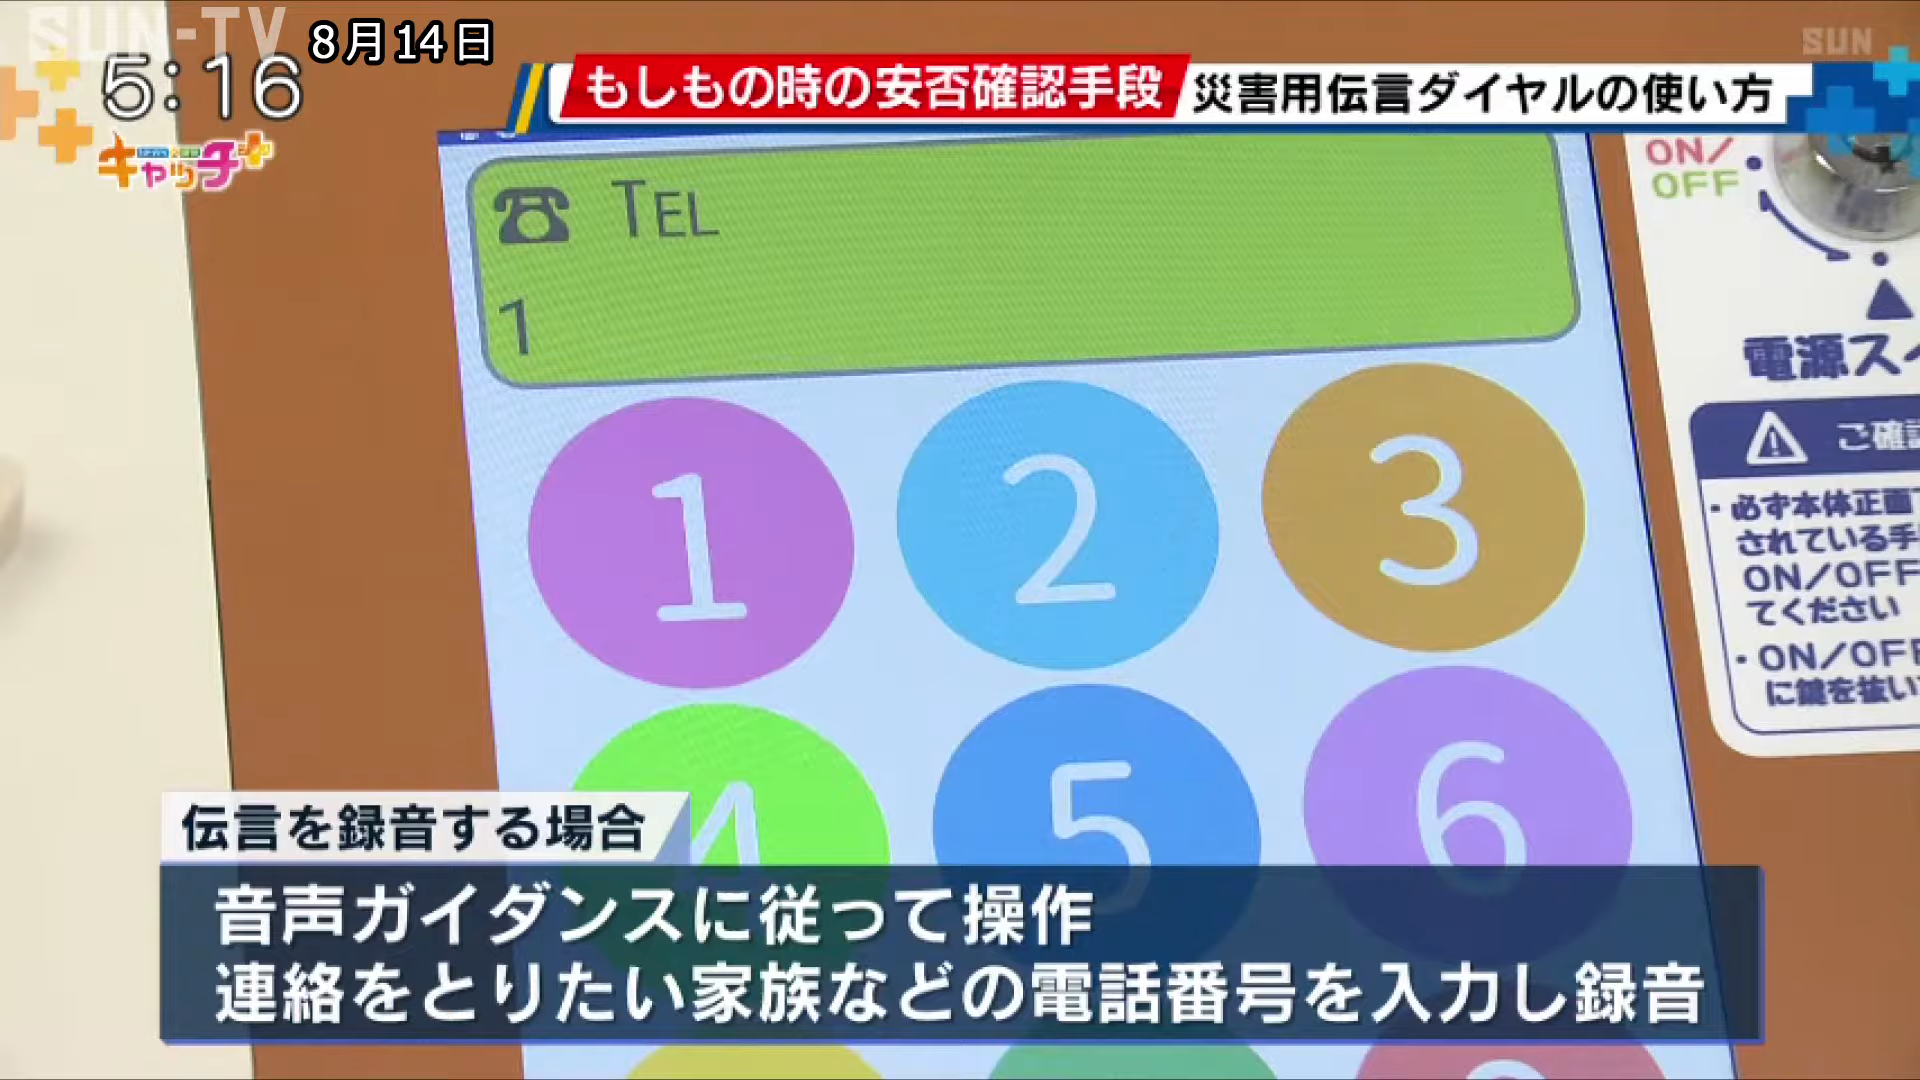 SUN-TV
8月14日
5:16
キャッチ+
もしもの時の安否確認手段
災害用伝言ダイヤルの使い方
SUN
TEL
1
1
2
3
4
5
6
ON/
OFF
電源ス
ご確認
・必ず本体正面
されている手
ON/OFF
てください
・ON/OFF
に鍵を抜い
伝言を録音する場合
音声ガイダンスに従って操作
連絡をとりたい家族などの電話番号を入力し録音